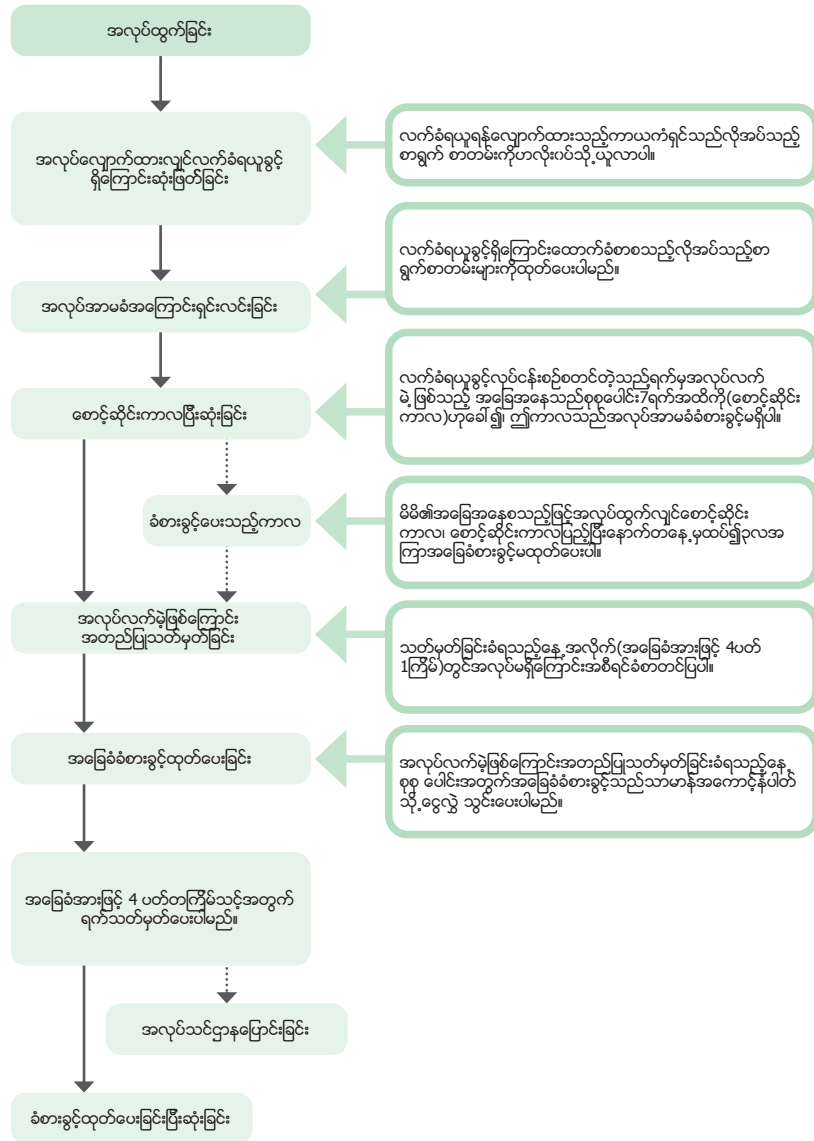 အလုပ်ထွက်ခြင်း
အလုပ်လျှောက်ထားလျှင်လက်ခံရယူခွင့်
ရှိကြောင်းဆုံးဖြတ်ခြင်း
လက်ခံရယူရန်လျှောက်ထားသည့်ကာယကံရှင်သည်လိုအပ်သည့်
စာရွက် စာတမ်းကိုဟလိုးဝပ်သို့ယူလာပါ။
လက်ခံရယူခွင့်ရှိကြောင်းထောက်ခံစာစသည့်လိုအပ်သည့်စာ
ရွက်စာတမ်းများကိုထုတ်ပေးပါမည်။
အလုပ်အာမခံအကြောင်းရှင်းလင်းခြင်း
လက်ခံရယူခွင့်လုပ်ငန်းစဉ်စတင်တဲ့သည့်ရက်မှအလုပ်လက်
မဲ့ ဖြစ်သည့် အခြေအနေသည်စုစုပေါင်း7ရက်အထိကို(စောင့်ဆိုင်း
ကာလ)ဟုခေါ်၍၊ ဤကာလသည်အလုပ်အာမခံခံစားခွင့်မရှိပါ။
စောင့်ဆိုင်းကာလပြီးဆုံးခြင်း
ခံစားခွင့်ပေးသည့်ကာလ
မိမိ၏အခြေအနေစသည့်ဖြင့်အလုပ်ထွက်လျှင်စောင့်ဆိုင်း
ကာလ၊ စောင့်ဆိုင်းကာလပြည့်ပြီးနောက်တနေ့မှထပ်၍၃လအ
ကြာအခြေခံစားခွင့်မထုတ်ပေးပါ။
အလုပ်လက်မဲ့ဖြစ်ကြောင်း
အတည်ပြုသတ်မှတ်ခြင်း
သတ်မှတ်ခြင်းခံရသည့်နေ့အလိုက်(အခြေခံအားဖြင့် 4ပတ်
1ကြိမ်)တွင်အလုပ်မရှိကြောင်းအစီရင်ခံစာတင်ပြပါ။
အခြေခံခံစားခွင့်ထုတ်ပေးခြင်း
အလုပ်လက်မဲ့ဖြစ်ကြောင်းအတည်ပြုသတ်မှတ်ခြင်းခံရသည့်နေ့
စုစု ပေါင်းအတွက်အခြေခံခံစားခွင့်သည်သာမာန်အကောင့်နံပါတ်
သို့ငွေလွှဲ သွင်းပေးပါမည်။
အခြေခံအားဖြင့် 4 ပတ်တကြိမ်သင့်အတွက်
ရက်သတ်မှတ်ပေးပါမည်။
အလုပ်သင်ဌာနပြောင်းခြင်း
ခံစားခွင့်ထုတ်ပေးခြင်းပြီးဆုံးခြင်း